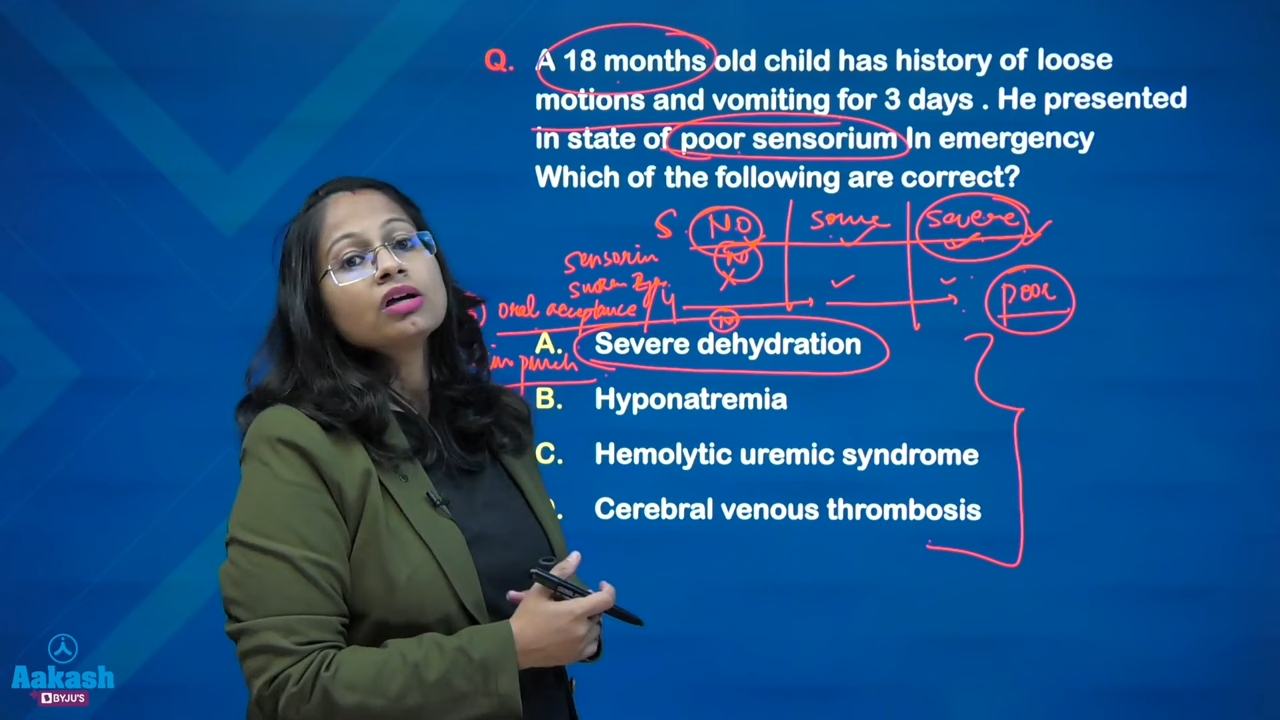 Q. A 18 months old child has history of loose
motions and vomiting for 3 days . He presented
in state of poor sensorium In emergency
Which of the following are correct?
S. NO some severe
sensorium N
oral acceptance N
poor
A. Severe dehydration
pinch
B. Hyponatremia
C. Hemolytic uremic syndrome
Cerebral venous thrombosis
Aakash
BYJU'S